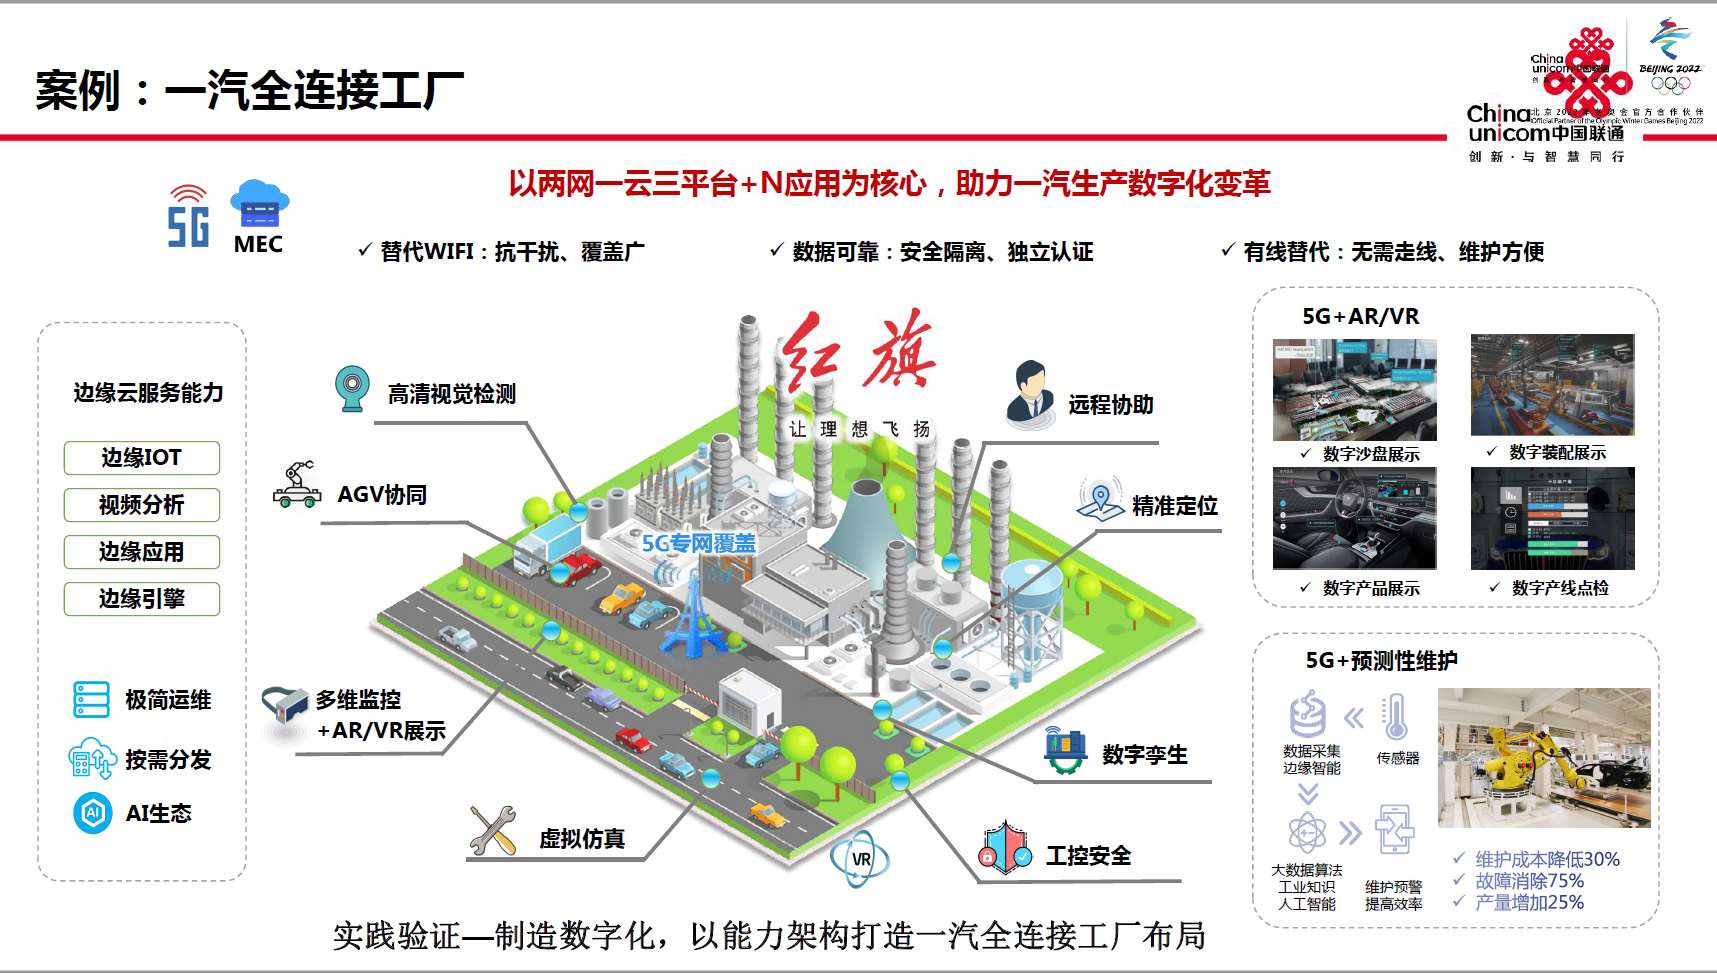 案例：一汽全连接工厂
China
unicom中国联通
BEIJING 2022
北京2022年冬奥会官方合作伙伴
Official Partner of the Olympic Winter Games Beijing 2022
China
unicom中国联通
创新·与智慧同行
以两网一云三平台+N应用为核心，助力一汽生产数字化变革
5G
MEC
✓ 替代WIFI：抗干扰、覆盖广
✓ 数据可靠：安全隔离、独立认证
✓ 有线替代：无需走线、维护方便
边缘云服务能力
边缘IOT
视频分析
边缘应用
边缘引擎
极简运维
按需分发
AI
AI生态
红旗
让理想飞扬
高清视觉检测
AGV协同
5G专网覆盖
多维监控
+AR/VR展示
虚拟仿真
VR
远程协助
精准定位
数字孪生
工控安全
5G+AR/VR
✓ 数字沙盘展示
✓ 数字装配展示
✓ 数字产品展示
✓ 数字产线点检
5G+预测性维护
数据采集
边缘智能
传感器
大数据算法
工业知识
人工智能
维护预警
提高效率
✓ 维护成本降低30%
✓ 故障消除75%
✓ 产量增加25%
实践验证—制造数字化，以能力架构打造一汽全连接工厂布局